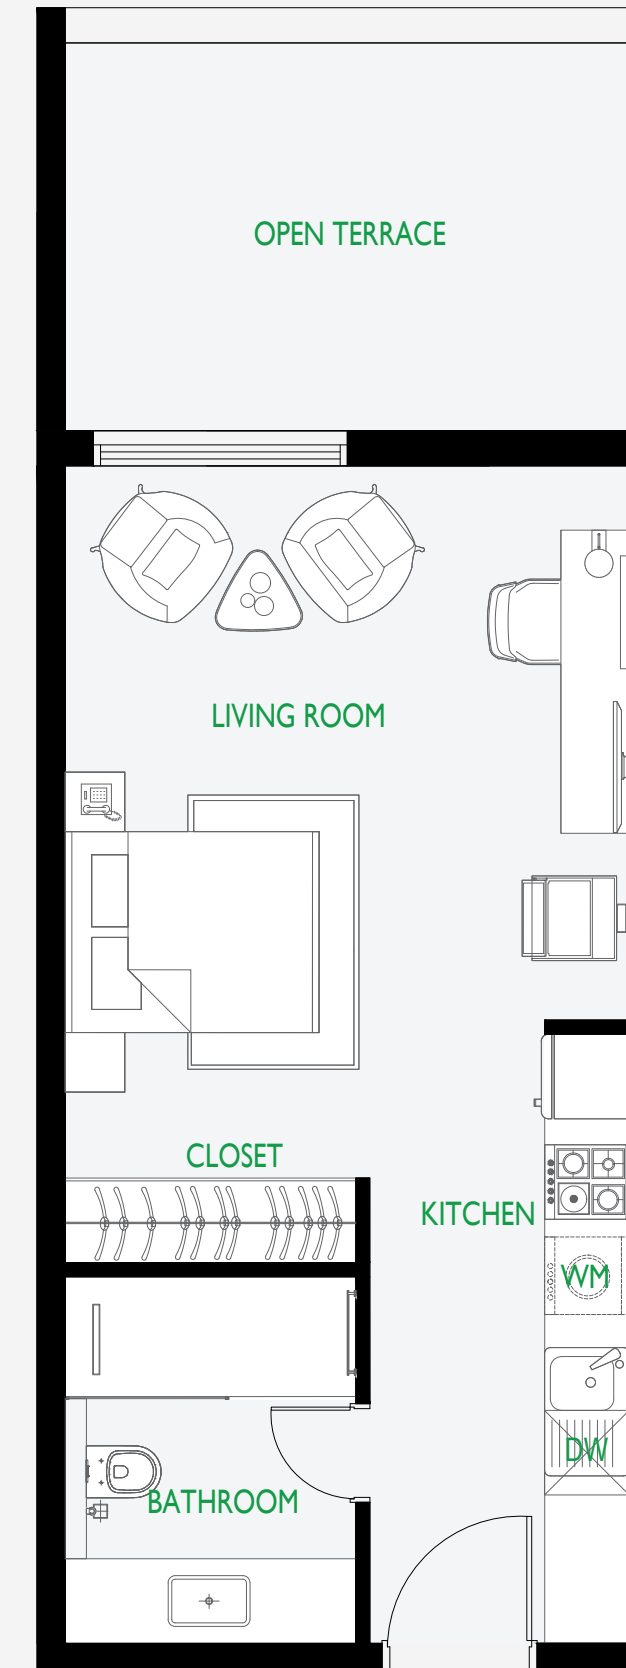 OPEN TERRACE
LIVING ROOM
CLOSET
KITCHEN
WM
DW
BATHROOM